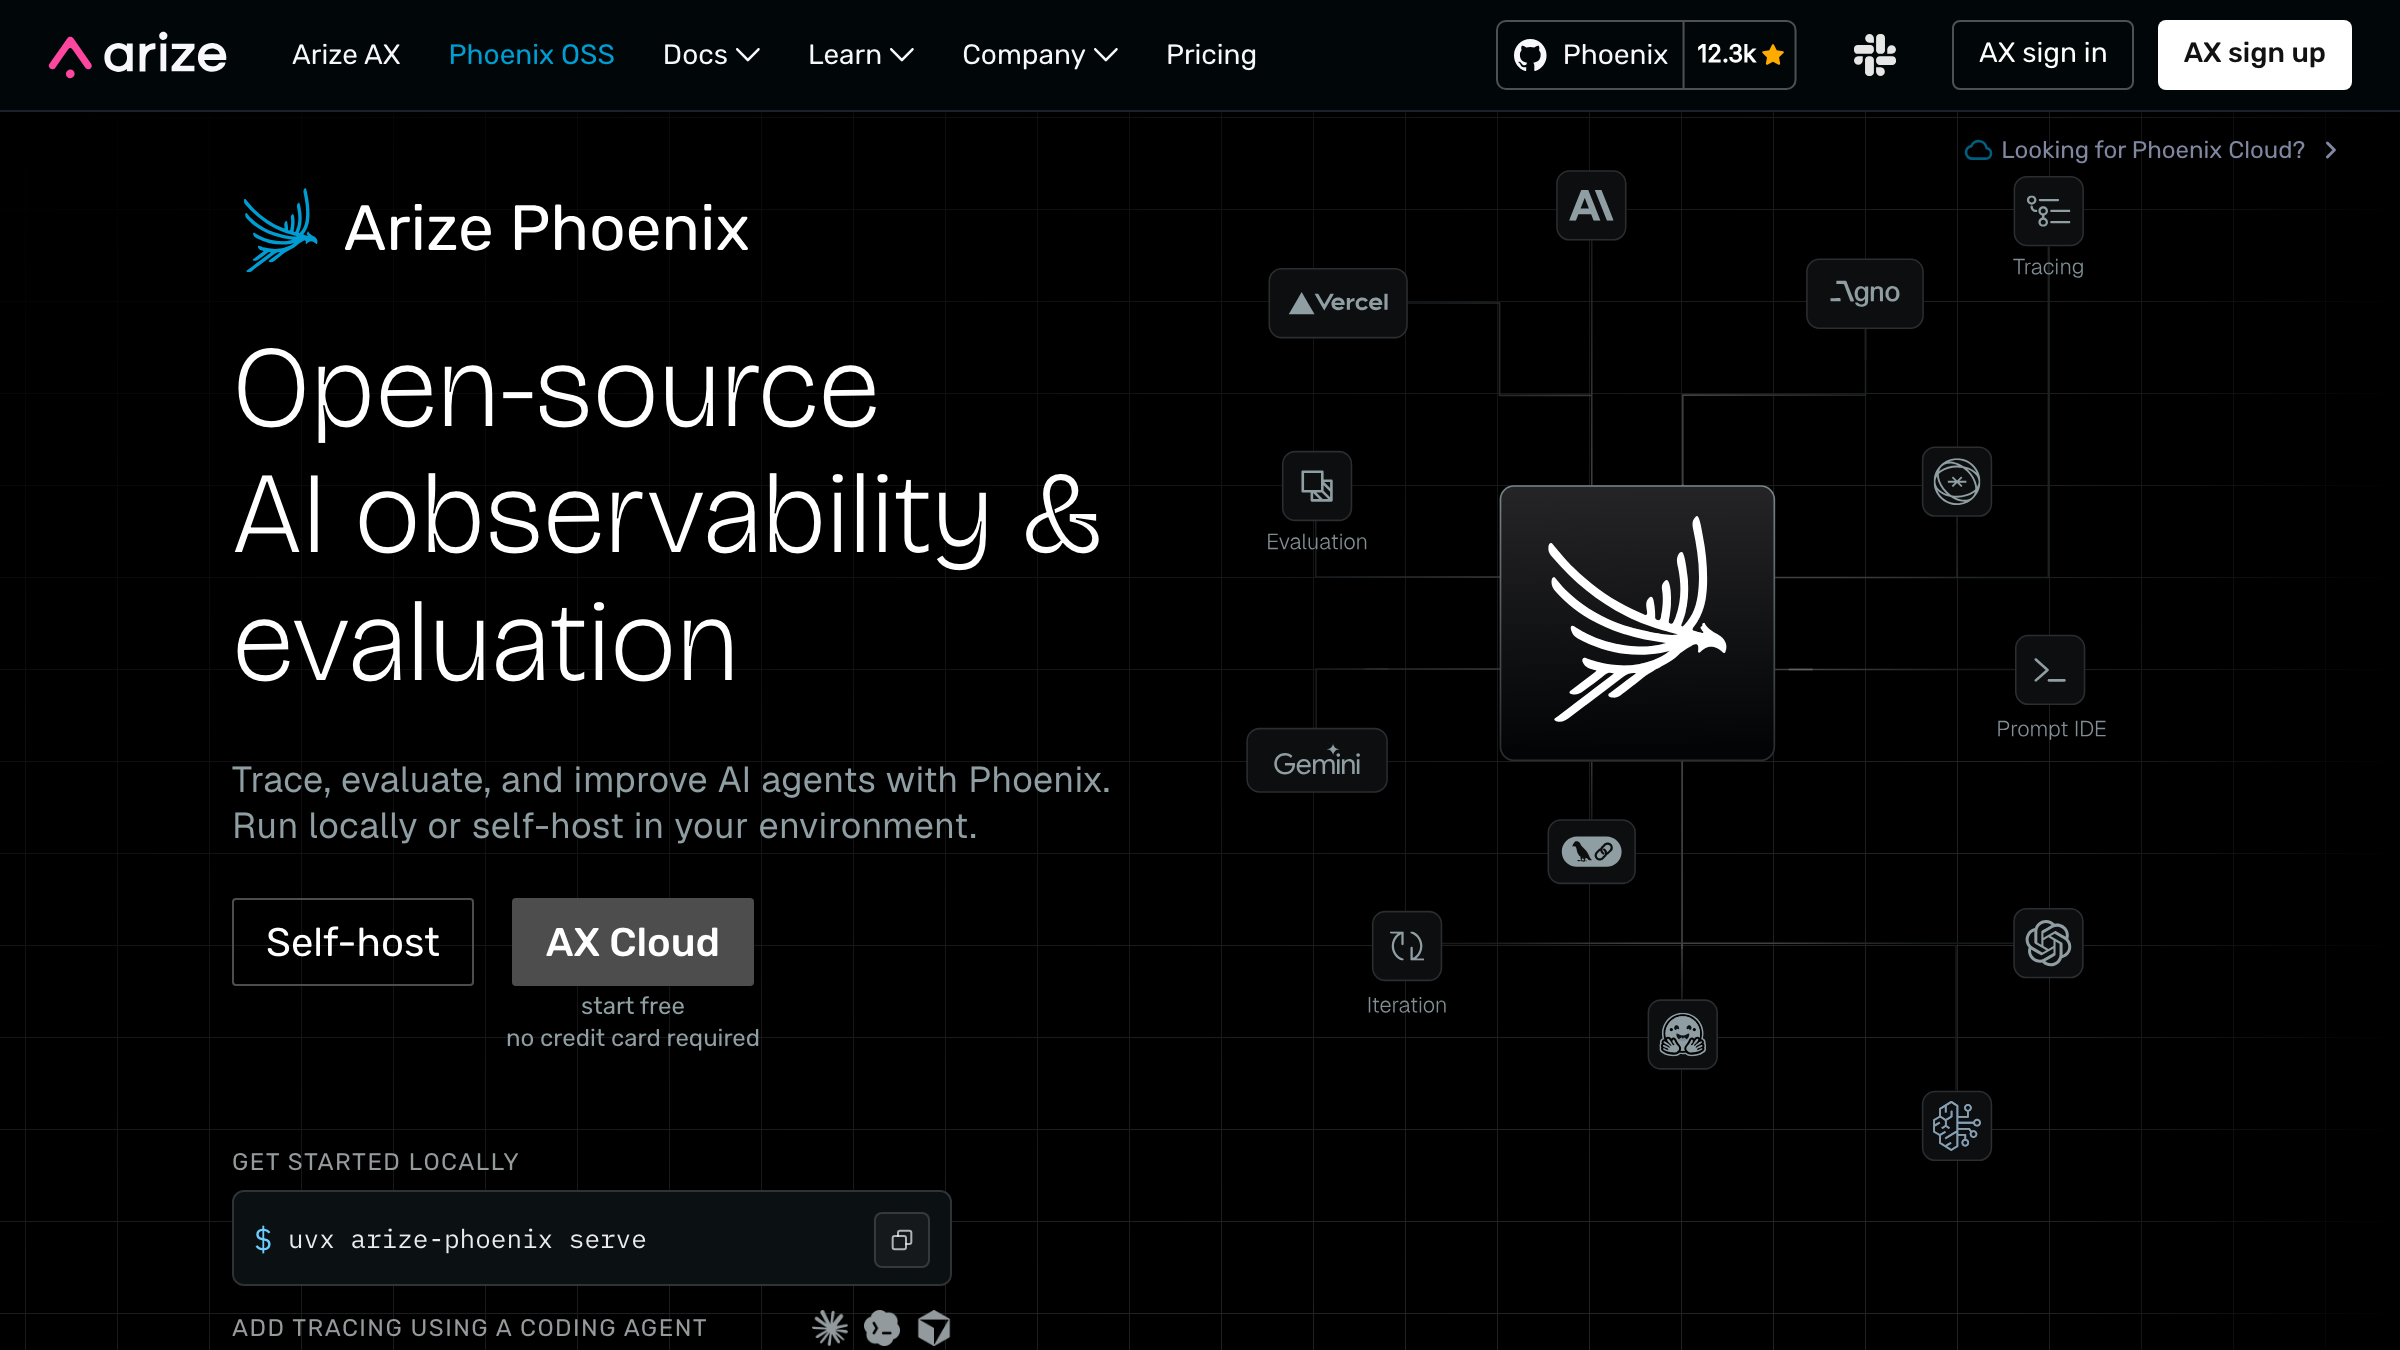 arize
Arize AX
Phoenix OSS
Docs
Learn
Company
Pricing
Phoenix
12.3k
AX sign in
AX sign up
Looking for Phoenix Cloud?
Arize Phoenix
Open-source
AI observability &
evaluation
Trace, evaluate, and improve AI agents with Phoenix.
Run locally or self-host in your environment.
Self-host
AX Cloud
start free
no credit card required
GET STARTED LOCALLY
$ uvx arize-phoenix serve
ADD TRACING USING A CODING AGENT
AI
Tracing
Vercel
Agno
Evaluation
Prompt IDE
Gemini
Iteration